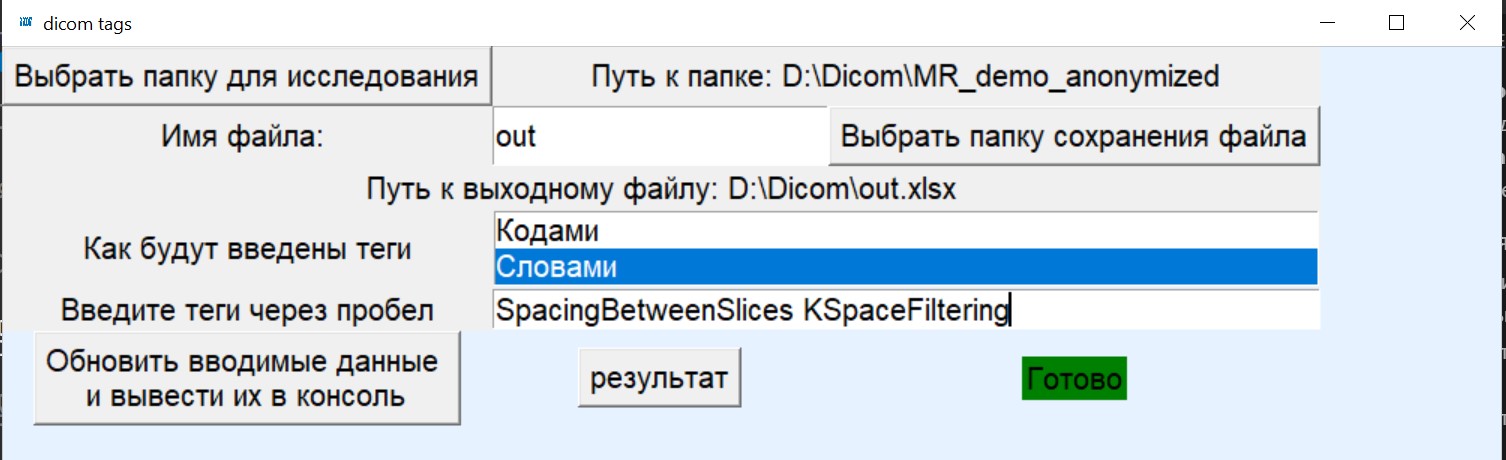 dicom tags
Выбрать папку для исследования
Путь к папке: D:\Dicom\MR_demo_anonymized
Имя файла:
out
Выбрать папку сохранения файла
Путь к выходному файлу: D:\Dicom\out.xlsx
Как будут введены теги
Кодами
Словами
Введите теги через пробел
SpacingBetweenSlices KSpaceFiltering
Обновить вводимые данные
и вывести их в консоль
результат
Готово